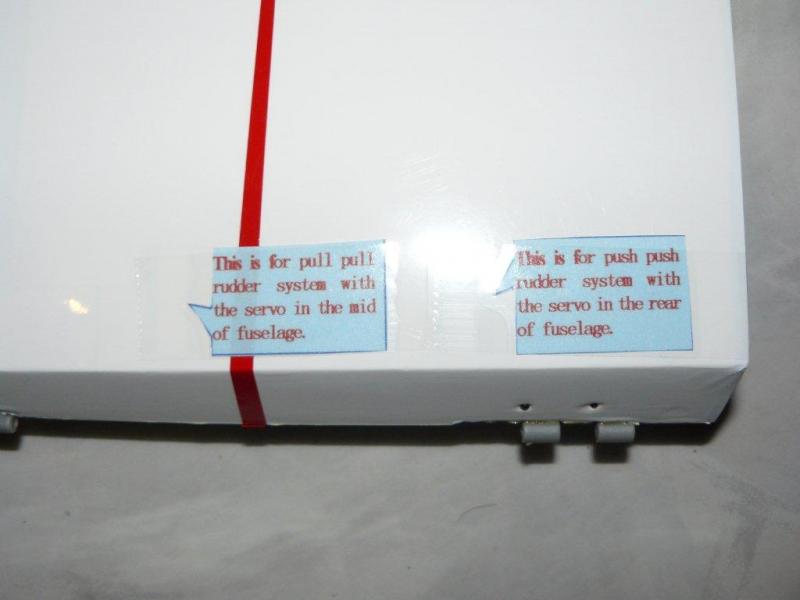 This is for pull pull
rudder system with
the servo in the mid
of fuselage.
This is for push push
rudder system with
the servo in the rear
of fuselage.